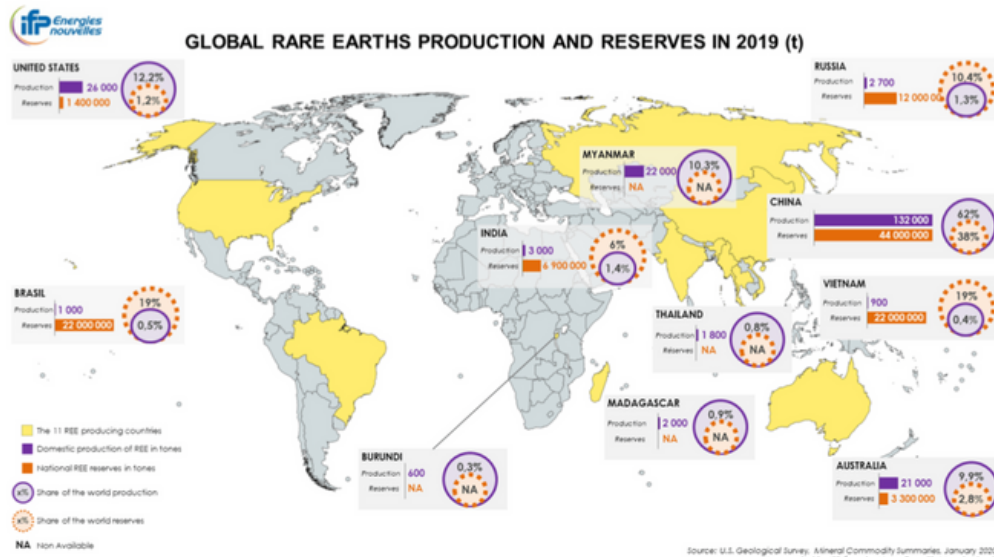 ifp Energies
nouvelles
GLOBAL RARE EARTHS PRODUCTION AND RESERVES IN 2019 (t)
UNITED STATES
Production 26 000
Reserves 1 400 000
12,2%
1,2%
RUSSIA
Production 2 700
Reserves 12 000 00
10,4%
1,3%
MYANMAR
Production 22 000
Reserves NA
10,3%
NA
CHINA
Production 132 000
Reserves 44 000 000
62%
38%
INDIA
Production 3 000
Reserves 6 900 000
6%
1,4%
BRASIL
Production 1 000
Reserves 22 000 000
19%
0,5%
VIETNAM
Production 900
Reserves 22 000 000
19%
0,4%
THAILAND
Production 1 800
Réserves NA
0,8%
NA
MADAGASCAR
Production 2 000
Reserves NA
0,9%
NA
BURUNDI
Production 600
Reserves NA
0,3%
NA
AUSTRALIA
Production 21 000
Reserves 3 300 000
9,9%
2,8%
The 11 REE producing countries
Domestic production of REE in tones
National REE reserves in tones
x% Share of the world production
x% Share of the world reserves
NA Non Available
Source: U.S. Geological Survey, Mineral Commodity Summaries, January 202